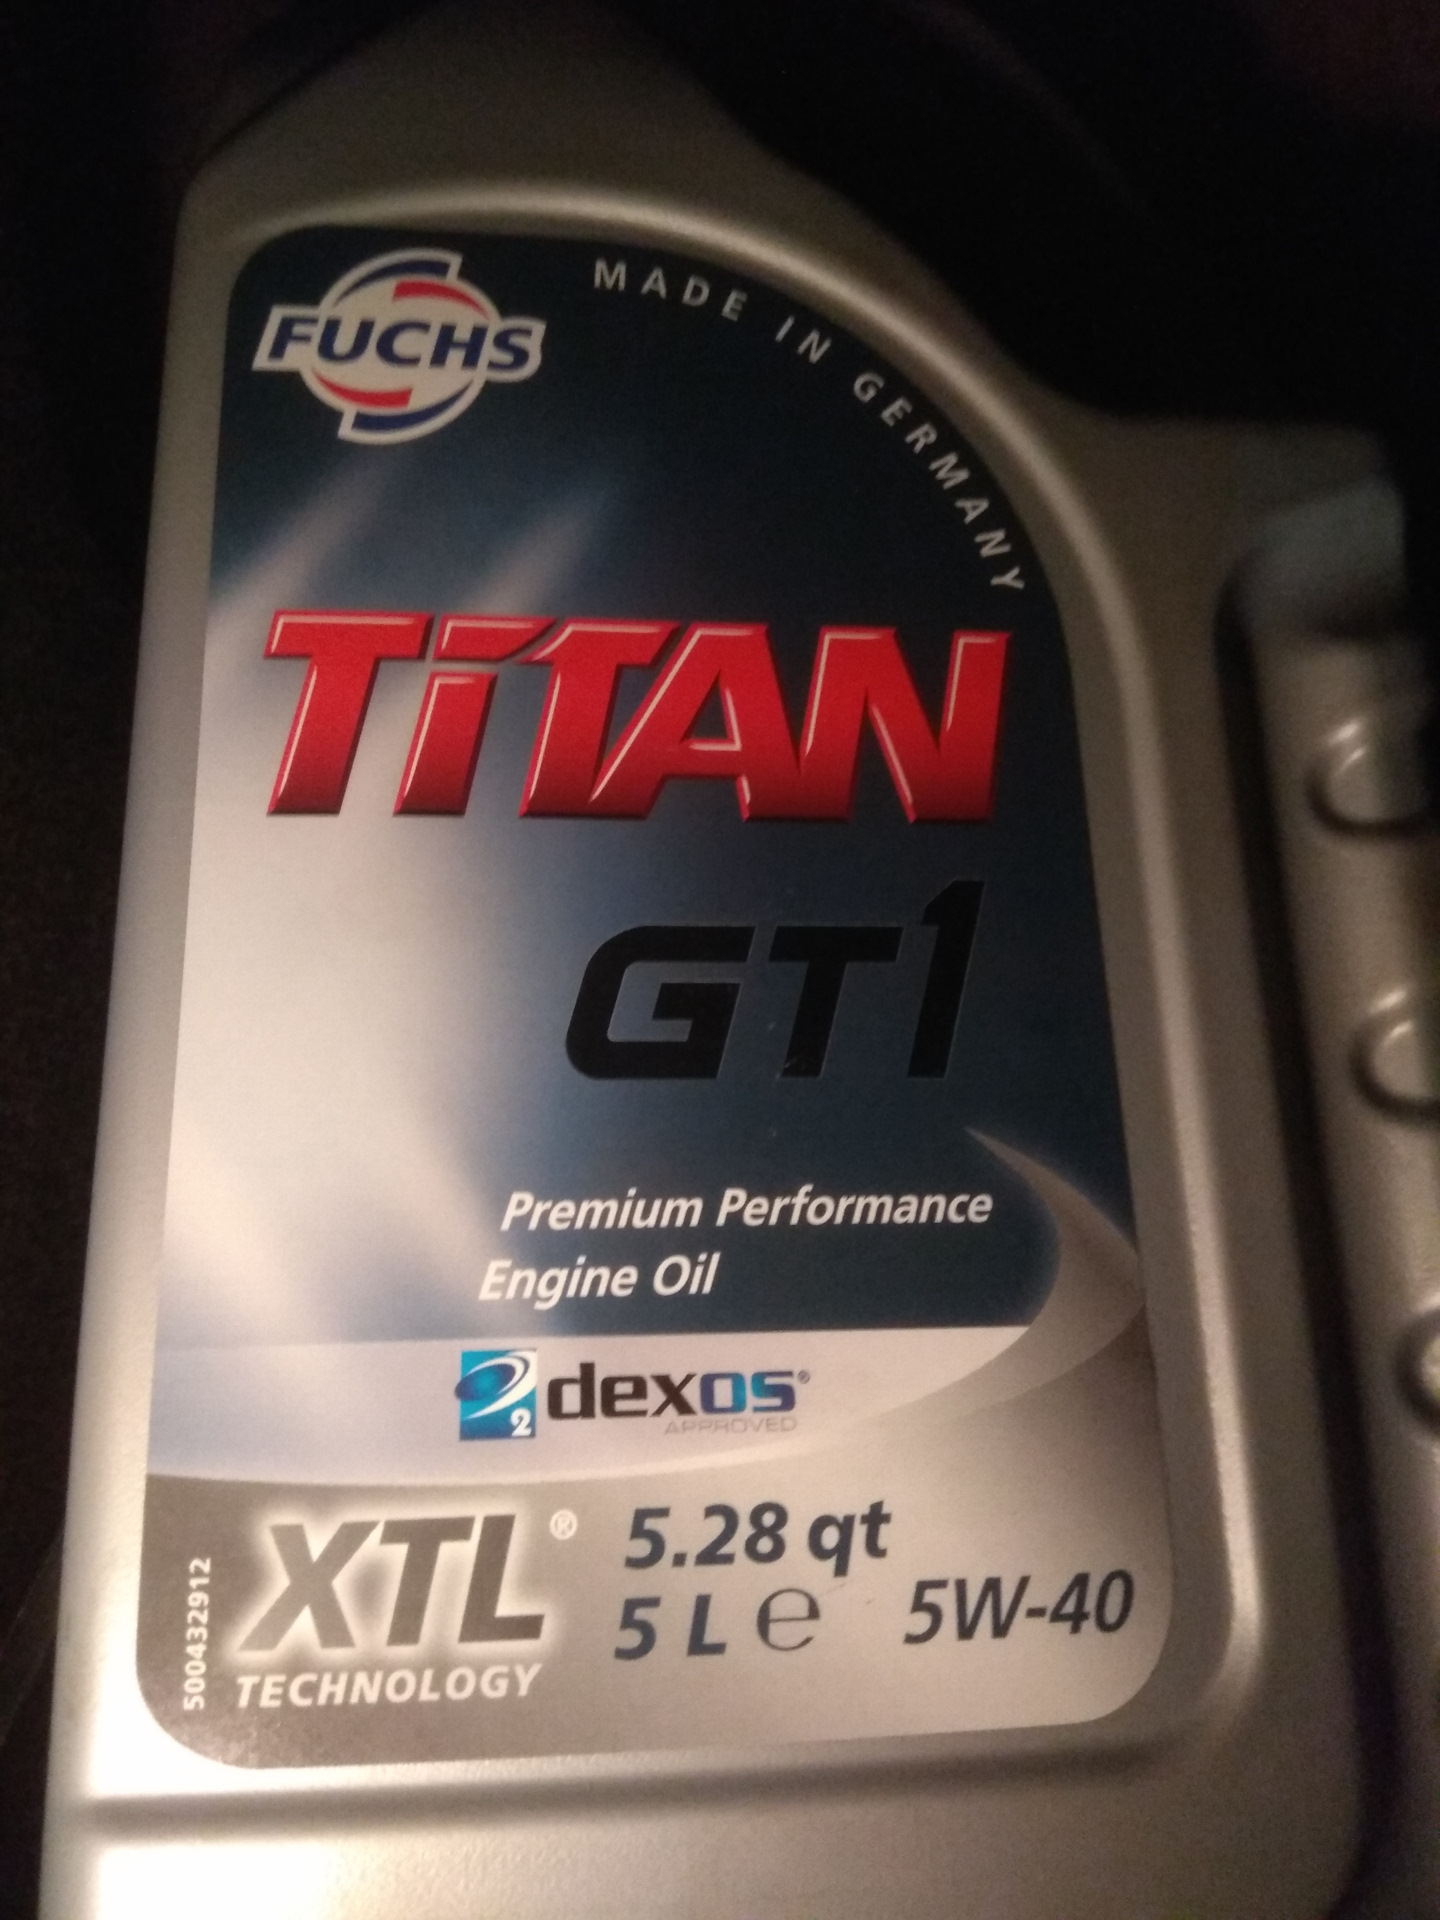 FUCHS
MADE IN GERMANY
TiTAN
GT1
Premium Performance
Engine Oil
2 dexos®
APPROVED
XTL®
TECHNOLOGY
5.28 qt
5 L e
5W-40
500432912